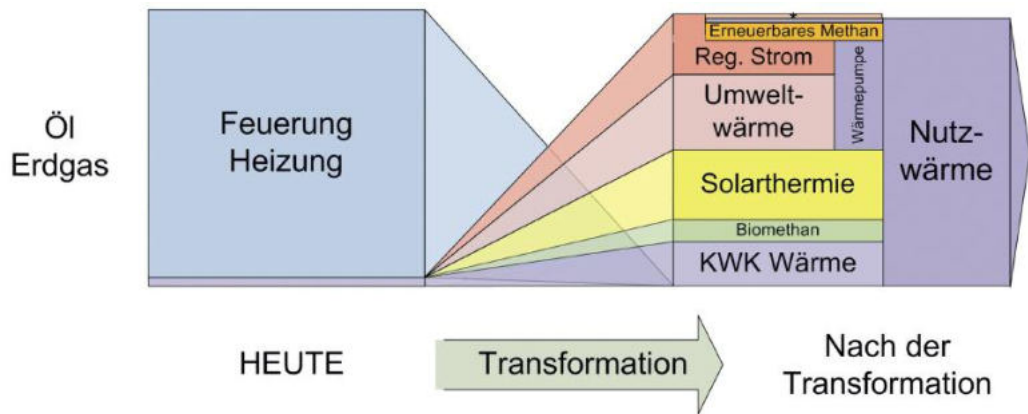 Öl
Erdgas
Feuerung
Heizung
*
Erneuerbares Methan
Reg. Strom
Umwelt-
wärme
Wärmepumpe
Solarthermie
Biomethan
KWK Wärme
Nutz-
wärme
HEUTE
Transformation
Nach der
Transformation